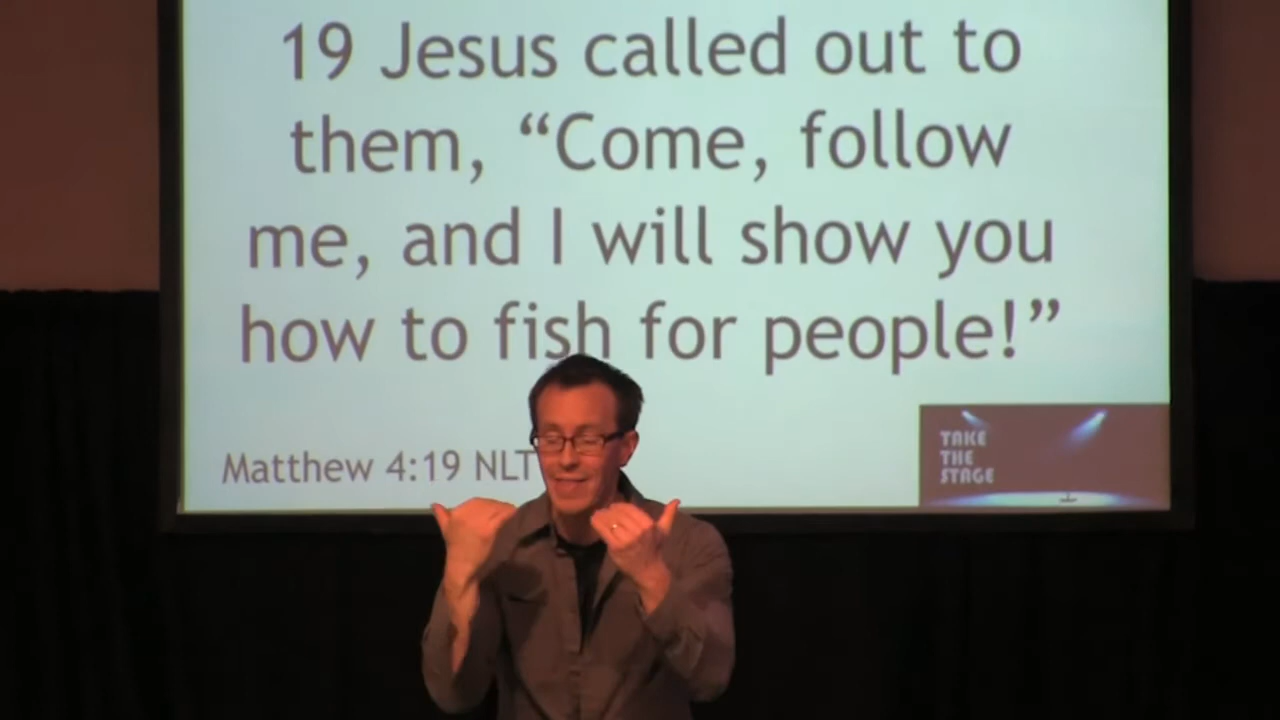 19 Jesus called out to
them, “Come, follow
me, and I will show you
how to fish for people!”
Matthew 4:19 NLT
TAKE
THE
STAGE